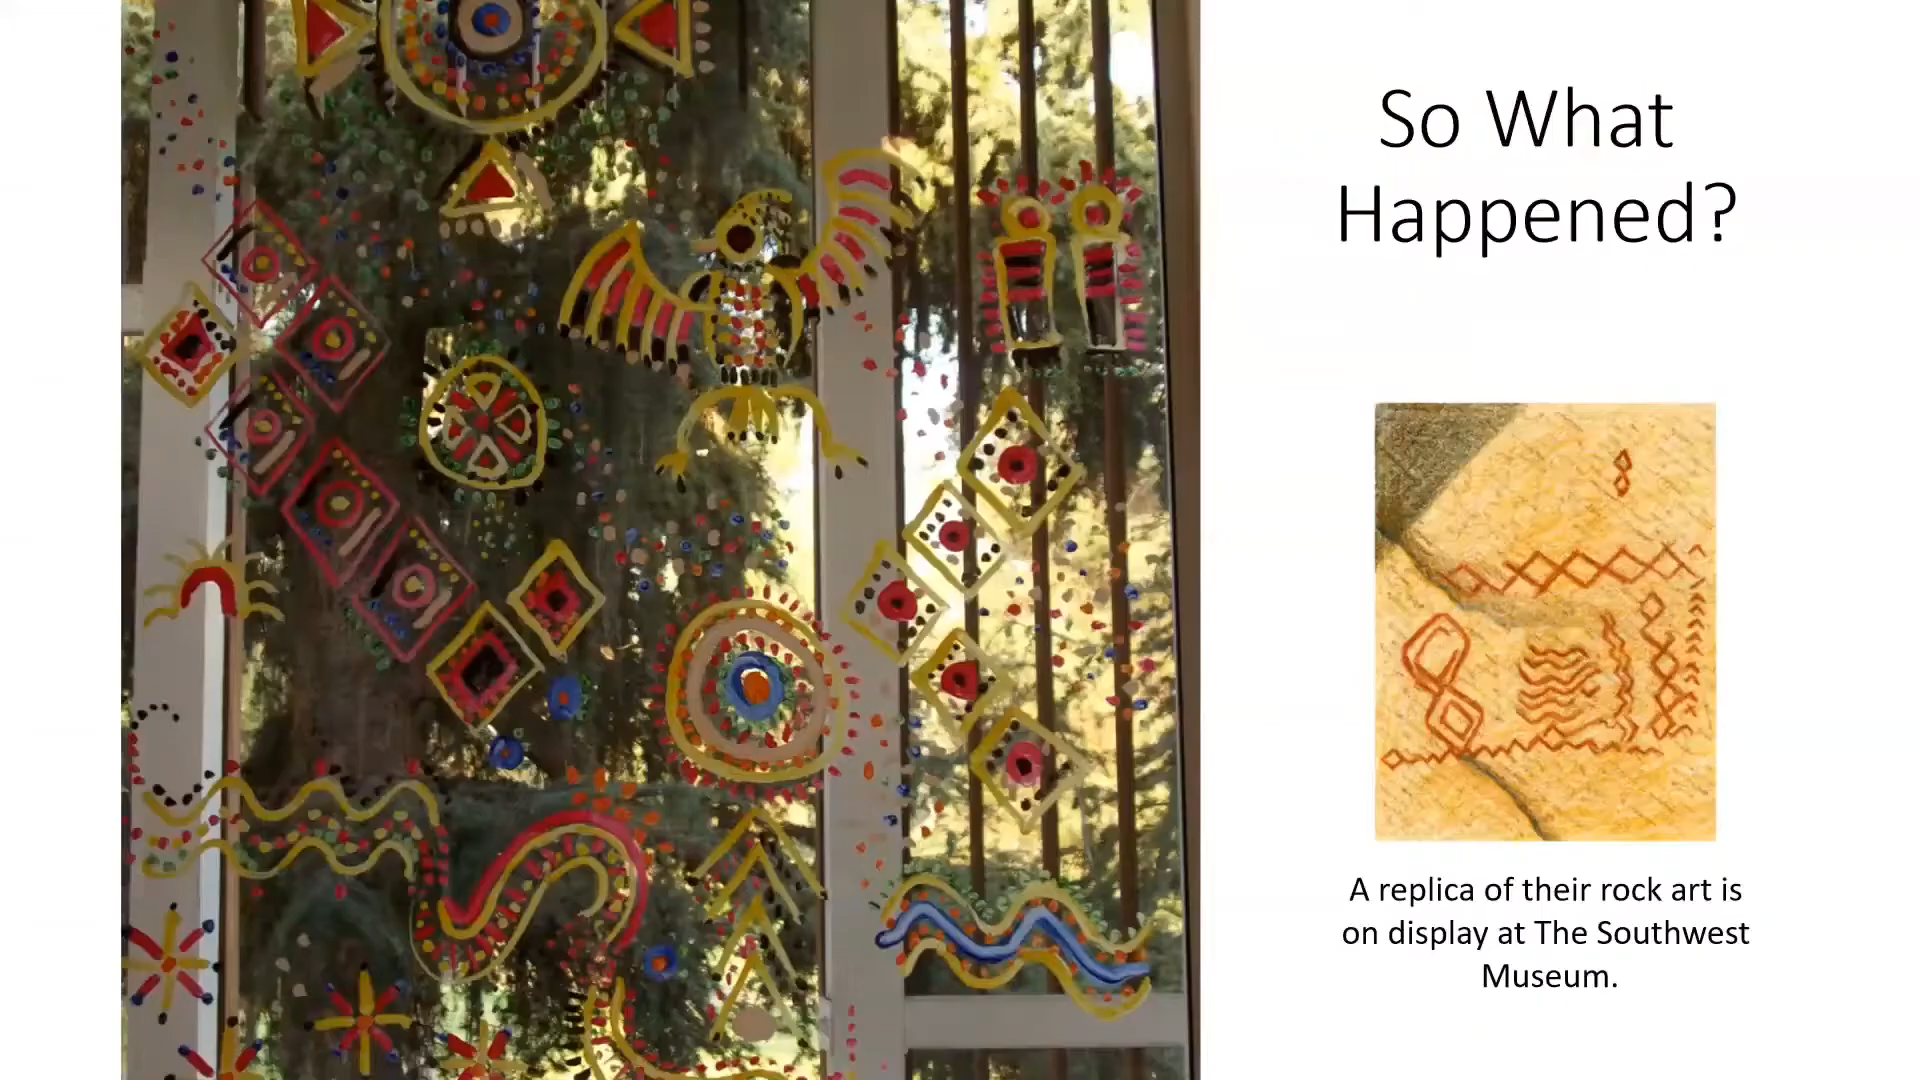 So What
Happened?
A replica of their rock art is
on display at The Southwest
Museum.